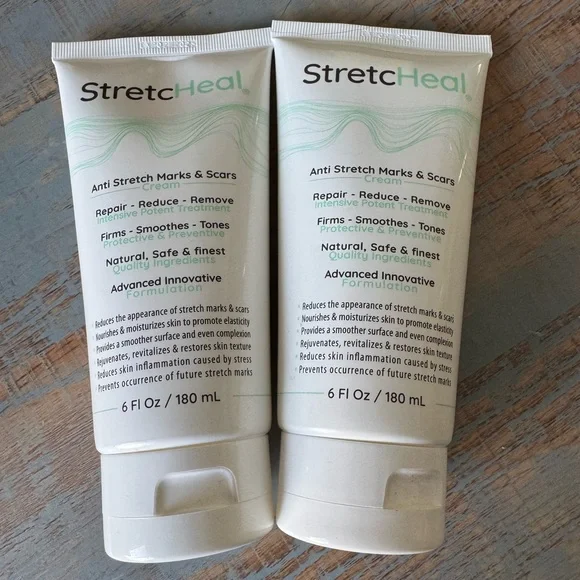 StretcHeal®
Anti Stretch Marks & Scars
Cream
Repair - Reduce - Remove
Intensive Potent Treatment
Firms - Smoothes - Tones
Protective & Preventive
Natural, Safe & finest
Quality Ingredients
Advanced Innovative
Formulation
Reduces the appearance of stretch marks & scars
Nourishes & moisturizes skin to promote elasticity
Provides a smoother surface and even complexion
Rejuvenates, revitalizes & restores skin texture
Reduces skin inflammation caused by stress
Prevents occurrence of future stretch marks
6 Fl Oz / 180 mL
StretcHeal®
Anti Stretch Marks & Scars
Cream
Repair - Reduce - Remove
Intensive Potent Treatment
Firms - Smoothes - Tones
Protective & Preventive
Natural, Safe & finest
Quality Ingredients
Advanced Innovative
Formulation
Reduces the appearance of stretch marks & scars
Nourishes & moisturizes skin to promote elasticity
Provides a smoother surface and even complexion
Rejuvenates, revitalizes & restores skin texture
Reduces skin inflammation caused by stress
Prevents occurrence of future stretch marks
6 Fl Oz / 180 mL